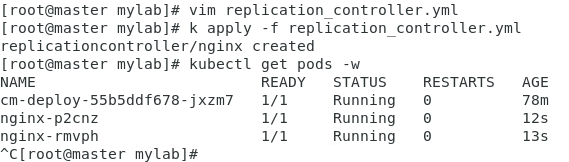 [root@master mylab]# vim replication_controller.yml
[root@master mylab]# k apply -f replication_controller.yml
replicationcontroller/nginx created
[root@master mylab]# kubectl get pods -w
NAME READY STATUS RESTARTS AGE
cm-deploy-55b5ddf678-jxzm7 1/1 Running 0 78m
nginx-p2cnz 1/1 Running 0 12s
nginx-rmvph 1/1 Running 0 13s
^C[root@master mylab]#